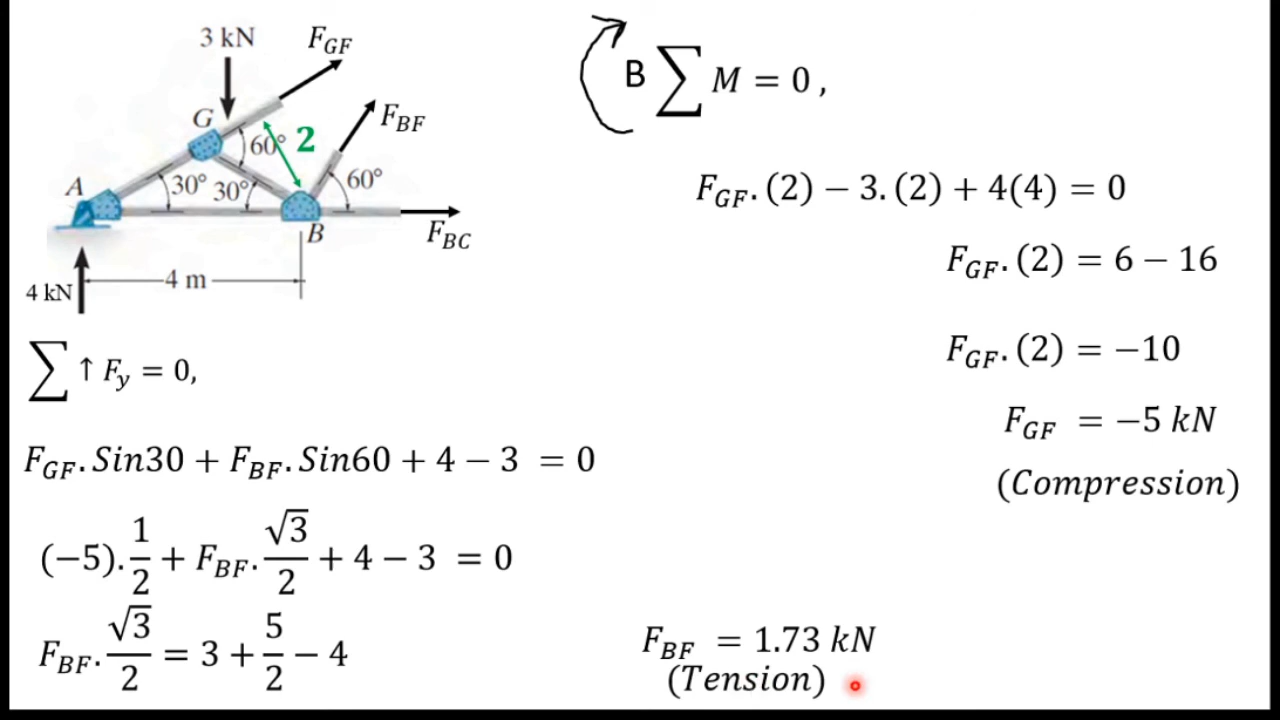 3 kN
F_GF
G
F_BF
60° 2
A
30° 30°
60°
B
F_BC
4 m
4 kN
B ∑ M = 0 ,
F_GF. (2) − 3. (2) + 4(4) = 0
F_GF. (2) = 6 − 16
F_GF. (2) = −10
F_GF = −5 kN
(Compression)
∑ ↑ F_y = 0,
F_GF. Sin30 + F_BF. Sin60 + 4 − 3 = 0
(−5). 1/2 + F_BF. √3/2 + 4 − 3 = 0
F_BF. √3/2 = 3 + 5/2 − 4
F_BF = 1.73 kN
(Tension)